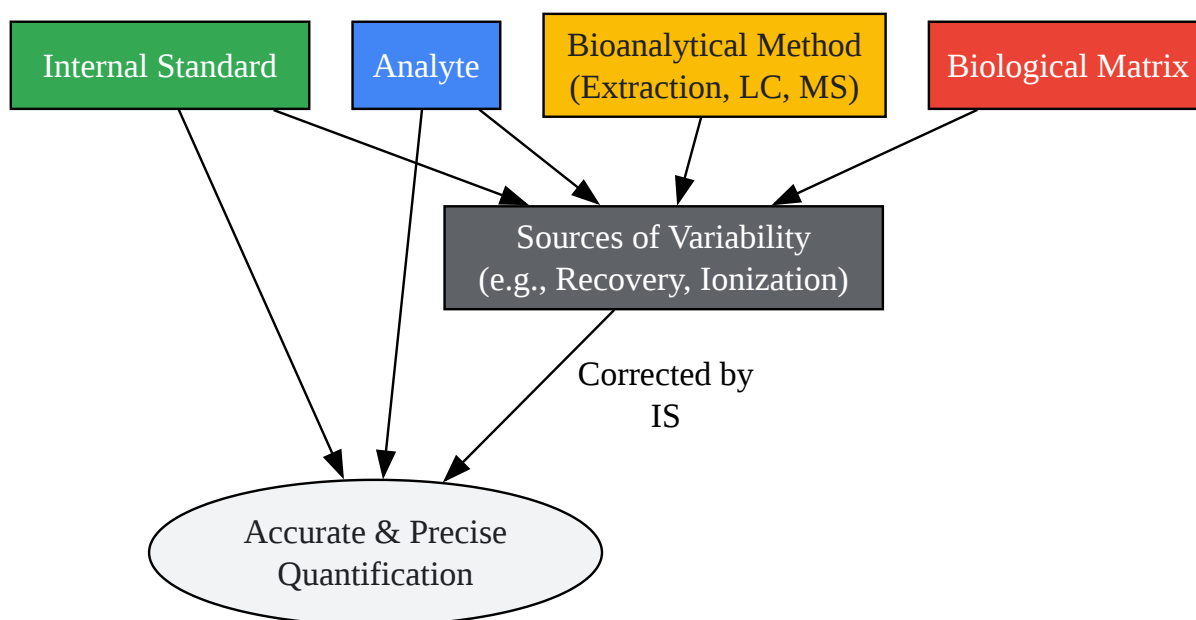 Internal Standard
Analyte
Bioanalytical Method
(Extraction, LC, MS)
Biological Matrix
Sources of Variability
(e.g., Recovery, Ionization)
Corrected by
IS
Accurate & Precise
Quantification